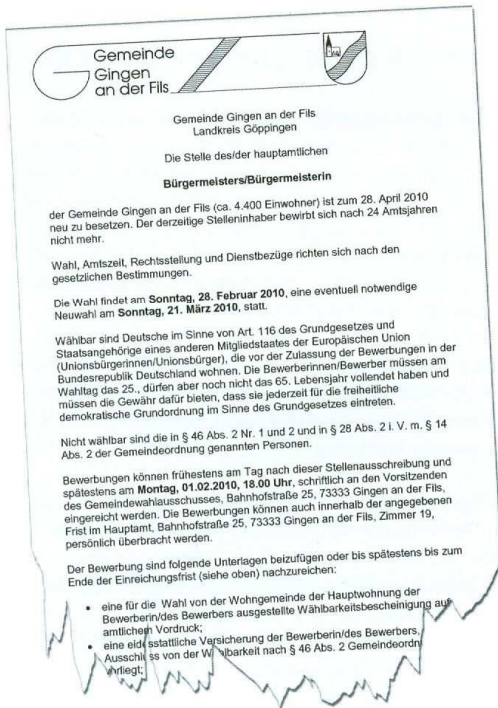 Gemeinde
Gingen
an der Fils
Gemeinde Gingen an der Fils
Landkreis Göppingen
Die Stelle des/der hauptamtlichen
Bürgermeisters/Bürgermeisterin
der Gemeinde Gingen an der Fils (ca. 4.400 Einwohner) ist zum 28. April 2010
neu zu besetzen. Der derzeitige Stelleninhaber bewirbt sich nach 24 Amtsjahren
nicht mehr.
Wahl, Amtszeit, Rechtsstellung und Dienstbezüge richten sich nach den
gesetzlichen Bestimmungen.
Die Wahl findet am Sonntag, 28. Februar 2010, eine eventuell notwendige
Neuwahl am Sonntag, 21. März 2010, statt.
Wählbar sind Deutsche im Sinne von Art. 116 des Grundgesetzes und
Staatsangehörige eines anderen Mitgliedstaates der Europäischen Union
(Unionsbürgerinnen/Unionsbürger), die vor der Zulassung der Bewerbungen in der
Bundesrepublik Deutschland wohnen. Die Bewerberinnen/Bewerber müssen am
Wahltag das 25., dürfen aber noch nicht das 65. Lebensjahr vollendet haben und
müssen die Gewähr dafür bieten, dass sie jederzeit für die freiheitliche
demokratische Grundordnung im Sinne des Grundgesetzes eintreten.
Nicht wählbar sind die in § 46 Abs. 2 Nr. 1 und 2 und in § 28 Abs. 2 i. V. m. § 14
Abs. 2 der Gemeindeordnung genannten Personen.
Bewerbungen können frühestens am Tag nach dieser Stellenausschreibung und
spätestens am Montag, 01.02.2010, 18.00 Uhr, schriftlich an den Vorsitzenden
des Gemeindewahlausschusses, Bahnhofstraße 25, 73333 Gingen an der Fils,
eingereicht werden. Die Bewerbungen können auch innerhalb der angegebenen
Frist im Hauptamt, Bahnhofstraße 25, 73333 Gingen an der Fils, Zimmer 19,
persönlich überbracht werden.
Der Bewerbung sind folgende Unterlagen beizufügen oder bis spätestens bis zum
Ende der Einreichungsfrist (siehe oben) nachzureichen:
• eine für die Wahl von der Wohngemeinde der Hauptwohnung der
Bewerberin/des Bewerbers ausgestellte Wählbarkeitsbescheinigung auf
amtlichem Vordruck;
• eine eidesstattliche Versicherung der Bewerberin/des Bewerbers,
Ausschluss von der Wählbarkeit nach § 46 Abs. 2 Gemeindeordn